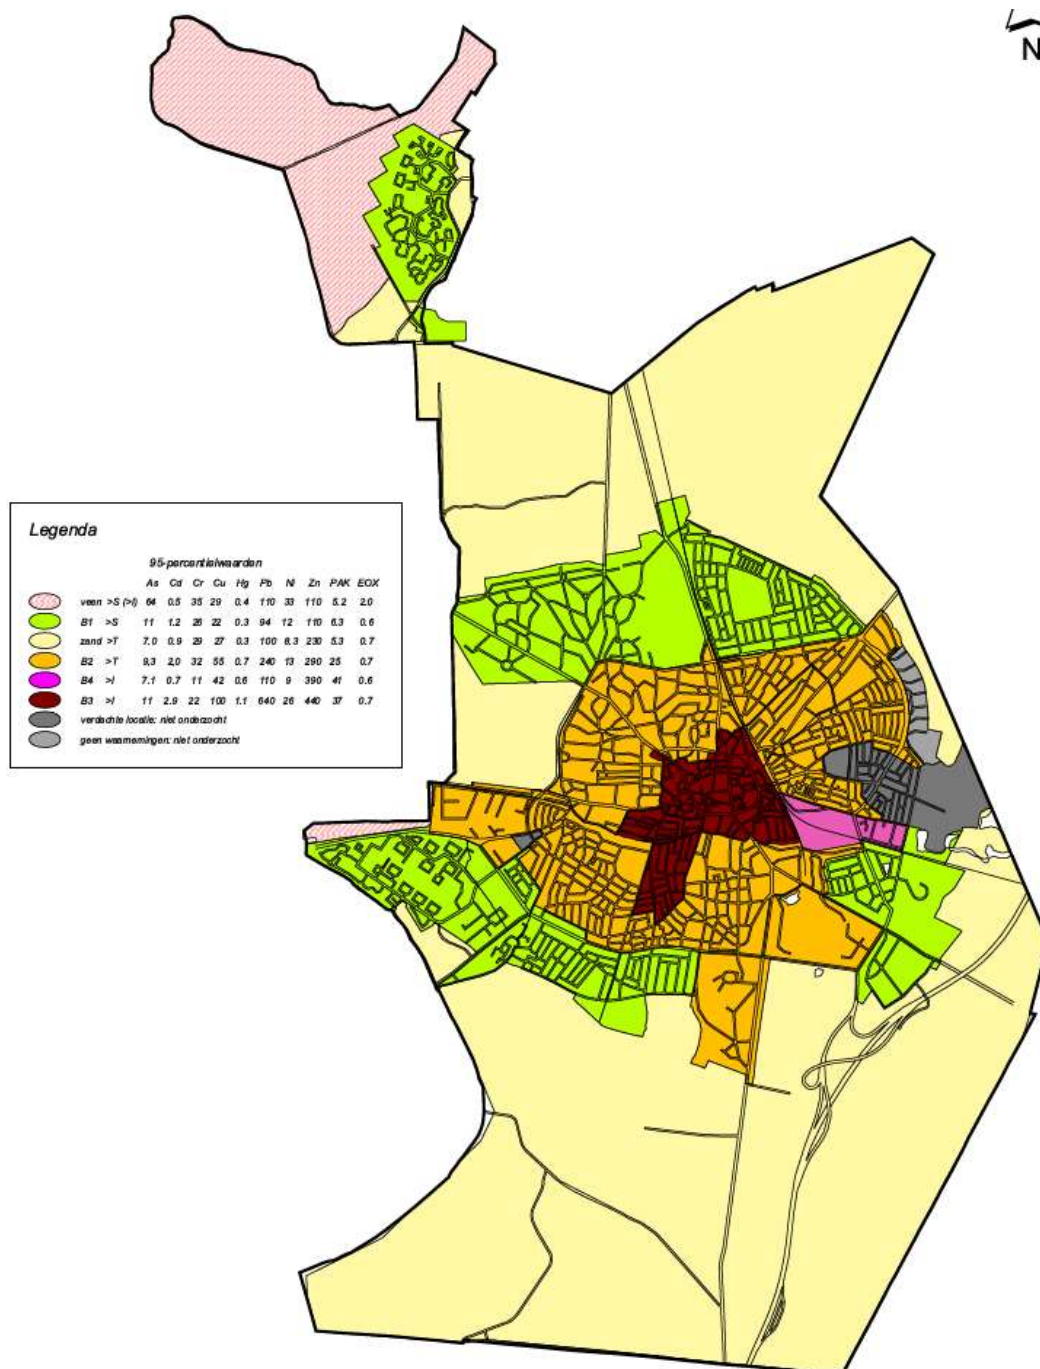 N
Legenda
95-percentielwaarden
As Cd Cr Cu Hg Pb Ni Zn PAK EOX
veen >S (>I) 64 0.5 35 29 0.4 110 33 110 5.2 2.0
B1 >S 11 1.2 26 22 0.3 94 12 110 6.3 0.6
zand >T 7.0 0.9 29 27 0.3 100 6.3 230 5.3 0.7
B2 >T 9,3 2,0 32 55 0.7 240 13 290 25 0.7
B4 >I 7.1 0.7 11 42 0.6 110 9 390 41 0.6
B3 >I 11 2.9 22 100 1.1 640 26 440 37 0.7
verdachte locatie: niet onderzocht
geen waarnemingen: niet onderzocht